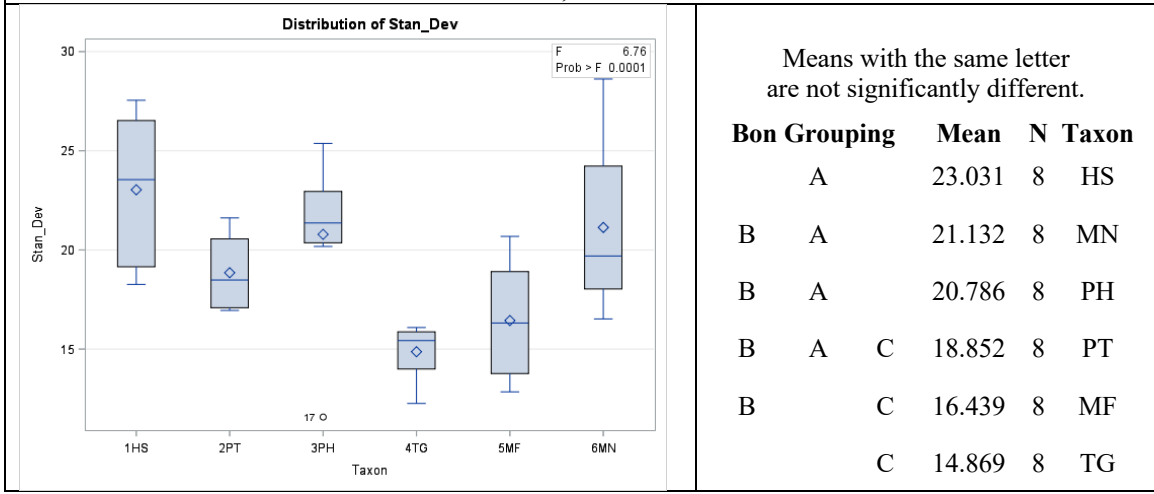 Distribution of Stan_Dev
F 6.76
Prob > F 0.0001
30
25
20
15
Stan_Dev
17
1HS 2PT 3PH 4TG 5MF 6MN
Taxon
Means with the same letter
are not significantly different.
Bon Grouping Mean N Taxon
A 23.031 8 HS
B A 21.132 8 MN
B A 20.786 8 PH
B A C 18.852 8 PT
B C 16.439 8 MF
C 14.869 8 TG